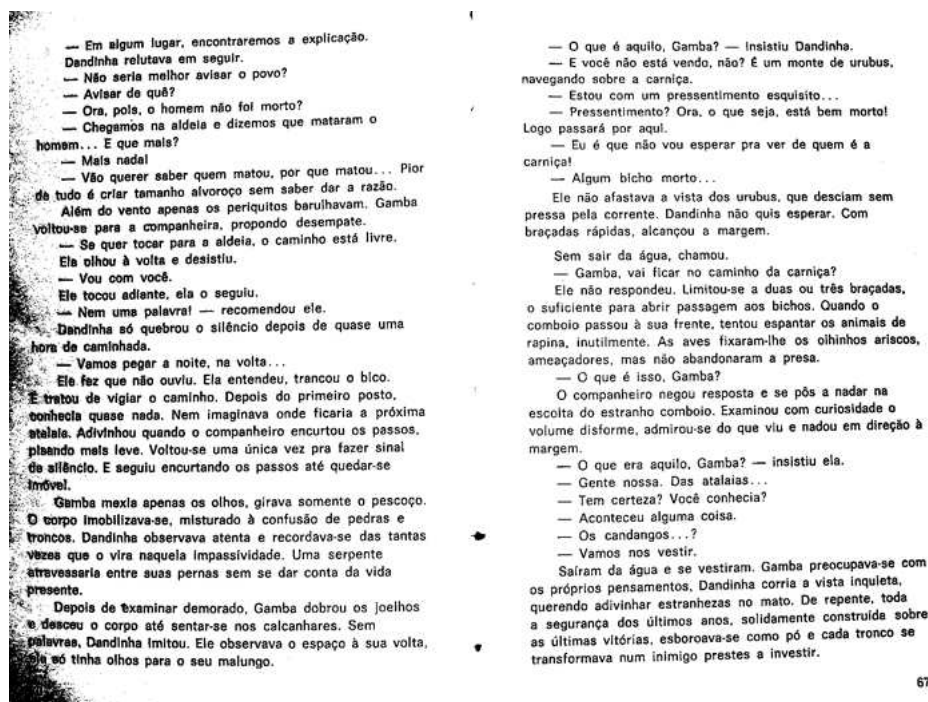 — Em algum lugar, encontraremos a explicação.
Dandinha relutava em seguir.
— Não seria melhor avisar o povo?
— Avisar de quê?
— Ora, pois, o homem não foi morto?
— Chegamos na aldeia e dizemos que mataram o
homem... E que mais?
— Mais nada!
— Vão querer saber quem matou, por que matou... Pior
de tudo é criar tamanho alvoroço sem saber dar a razão.
Além do vento apenas os periquitos barulhavam. Gamba
voltou-se para a companheira, propondo desempate.
— Se quer tocar para a aldeia, o caminho está livre.
Ela olhou à volta e desistiu.
— Vou com você.
Ele tocou adiante, ela o seguiu.
— Nem uma palavra! — recomendou ele.
Dandinha só quebrou o silêncio depois de quase uma
hora de caminhada.
— Vamos pegar a noite, na volta...
Ele fez que não ouviu. Ela entendeu, trancou o bico.
E tratou de vigiar o caminho. Depois do primeiro posto,
conhecia quase nada. Nem imaginava onde ficaria a próxima
atalaia. Adivinhou quando o companheiro encurtou os passos,
pisando mais leve. Voltou-se uma única vez pra fazer sinal
de silêncio. E seguiu encurtando os passos até quedar-se
imóvel.
Gamba mexia apenas os olhos, girava somente o pescoço.
O corpo imobilizava-se, misturado à confusão de pedras e
troncos. Dandinha observava atenta e recordava-se das tantas
vezes que o vira naquela impassividade. Uma serpente
atravessaria entre suas pernas sem se dar conta da vida
presente.
Depois de examinar demorado, Gamba dobrou os joelhos
e desceu o corpo até sentar-se nos calcanhares. Sem
palavras, Dandinha imitou. Ele observava o espaço à sua volta,
só tinha olhos para o seu malungo.
— O que é aquilo, Gamba? — Insistiu Dandinha.
— E você não está vendo, não? É um monte de urubus,
navegando sobre a carniça.
— Estou com um pressentimento esquisito...
— Pressentimento? Ora, o que seja, está bem morto!
Logo passará por aqui.
— Eu é que não vou esperar pra ver de quem é a
carniça!
— Algum bicho morto...
Ele não afastava a vista dos urubus, que desciam sem
pressa pela corrente. Dandinha não quis esperar. Com
braçadas rápidas, alcançou a margem.
Sem sair da água, chamou.
— Gamba, vai ficar no caminho da carniça?
Ele não respondeu. Limitou-se a duas ou três braçadas,
o suficiente para abrir passagem aos bichos. Quando o
comboio passou à sua frente, tentou espantar os animais de
rapina, inutilmente. As aves fixaram-lhe os olhinhos ariscos,
ameaçadores, mas não abandonaram a presa.
— O que é isso, Gamba?
O companheiro negou resposta e se pôs a nadar na
escolta do estranho comboio. Examinou com curiosidade o
volume disforme, admirou-se do que viu e nadou em direção à
margem.
— O que era aquilo, Gamba? — insistiu ela.
— Gente nossa. Das atalaias...
— Tem certeza? Você conhecia?
— Aconteceu alguma coisa.
— Os candangos...?
— Vamos nos vestir.
Saíram da água e se vestiram. Gamba preocupava-se com
os próprios pensamentos, Dandinha corria a vista inquieta,
querendo adivinhar estranhezas no mato. De repente, toda
a segurança dos últimos anos, solidamente construída sobre
as últimas vitórias, esboroava-se como pó e cada tronco se
transformava num inimigo prestes a investir.
67